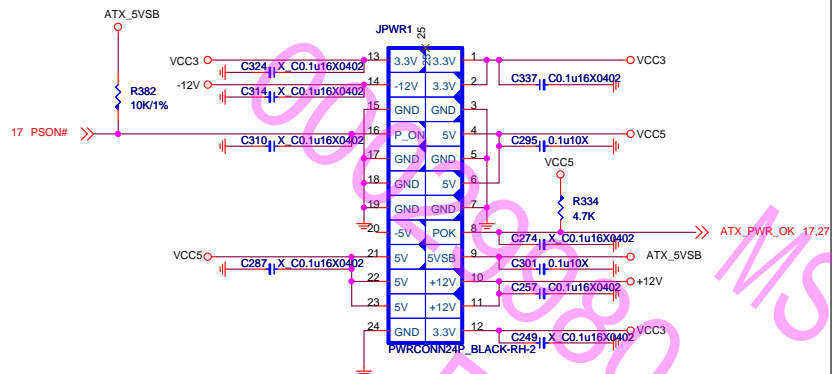 ATX_5VSB
JPWR1
25
25
VCC3
C324 X_C0.1u16X0402
13 3.3V 3.3V 1
VCC3
-12V
C314 X_C0.1u16X0402
14 -12V 3.3V 2
C337 C0.1u16X0402
R382
10K/1%
15 GND GND 3
17 PSON#
C310 X_C0.1u16X0402
16 P_ON 5V 4
C295 0.1u10X
VCC5
17 GND GND 5
VCC5
18 GND 5V 6
R334
4.7K
19 GND GND 7
20 -5V POK 8
C274 X_C0.1u16X0402
ATX_PWR_OK 17,27
VCC5
C287 X_C0.1u16X0402
21 5V 5VSB 9
C301 0.1u10X
ATX_5VSB
22 5V +12V 10
C257 C0.1u16X0402
+12V
23 5V +12V 11
24 GND 3.3V 12
C249 X_C0.1u16X0402
VCC3
PWRCONN24P_BLACK-RH-2
000029980
MS